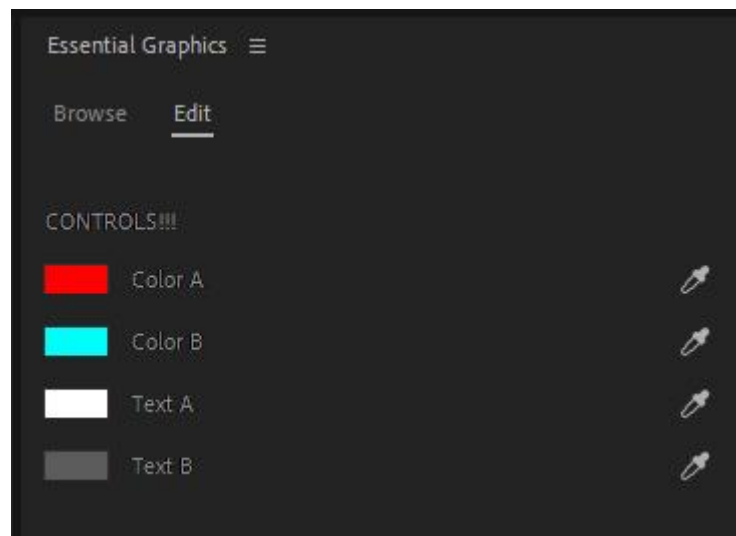 Essential Graphics
Browse Edit
CONTROLS!!!
Color A
Color B
Text A
Text B